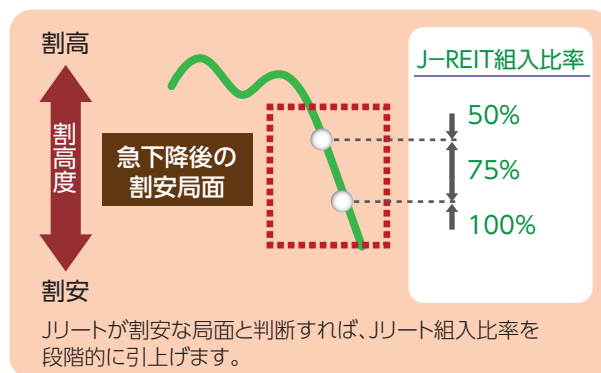 割高
割高度
急下降後の
割安局面
割安
J-REIT組入比率
50%
75%
100%
Jリートが割安な局面と判断すれば、Jリート組入比率を
段階的に引上げます。